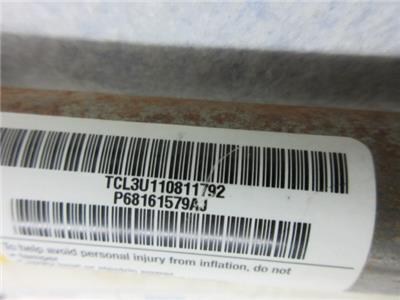 TCL3U110811792
P68161579AJ
To help avoid personal injury from inflation, do not